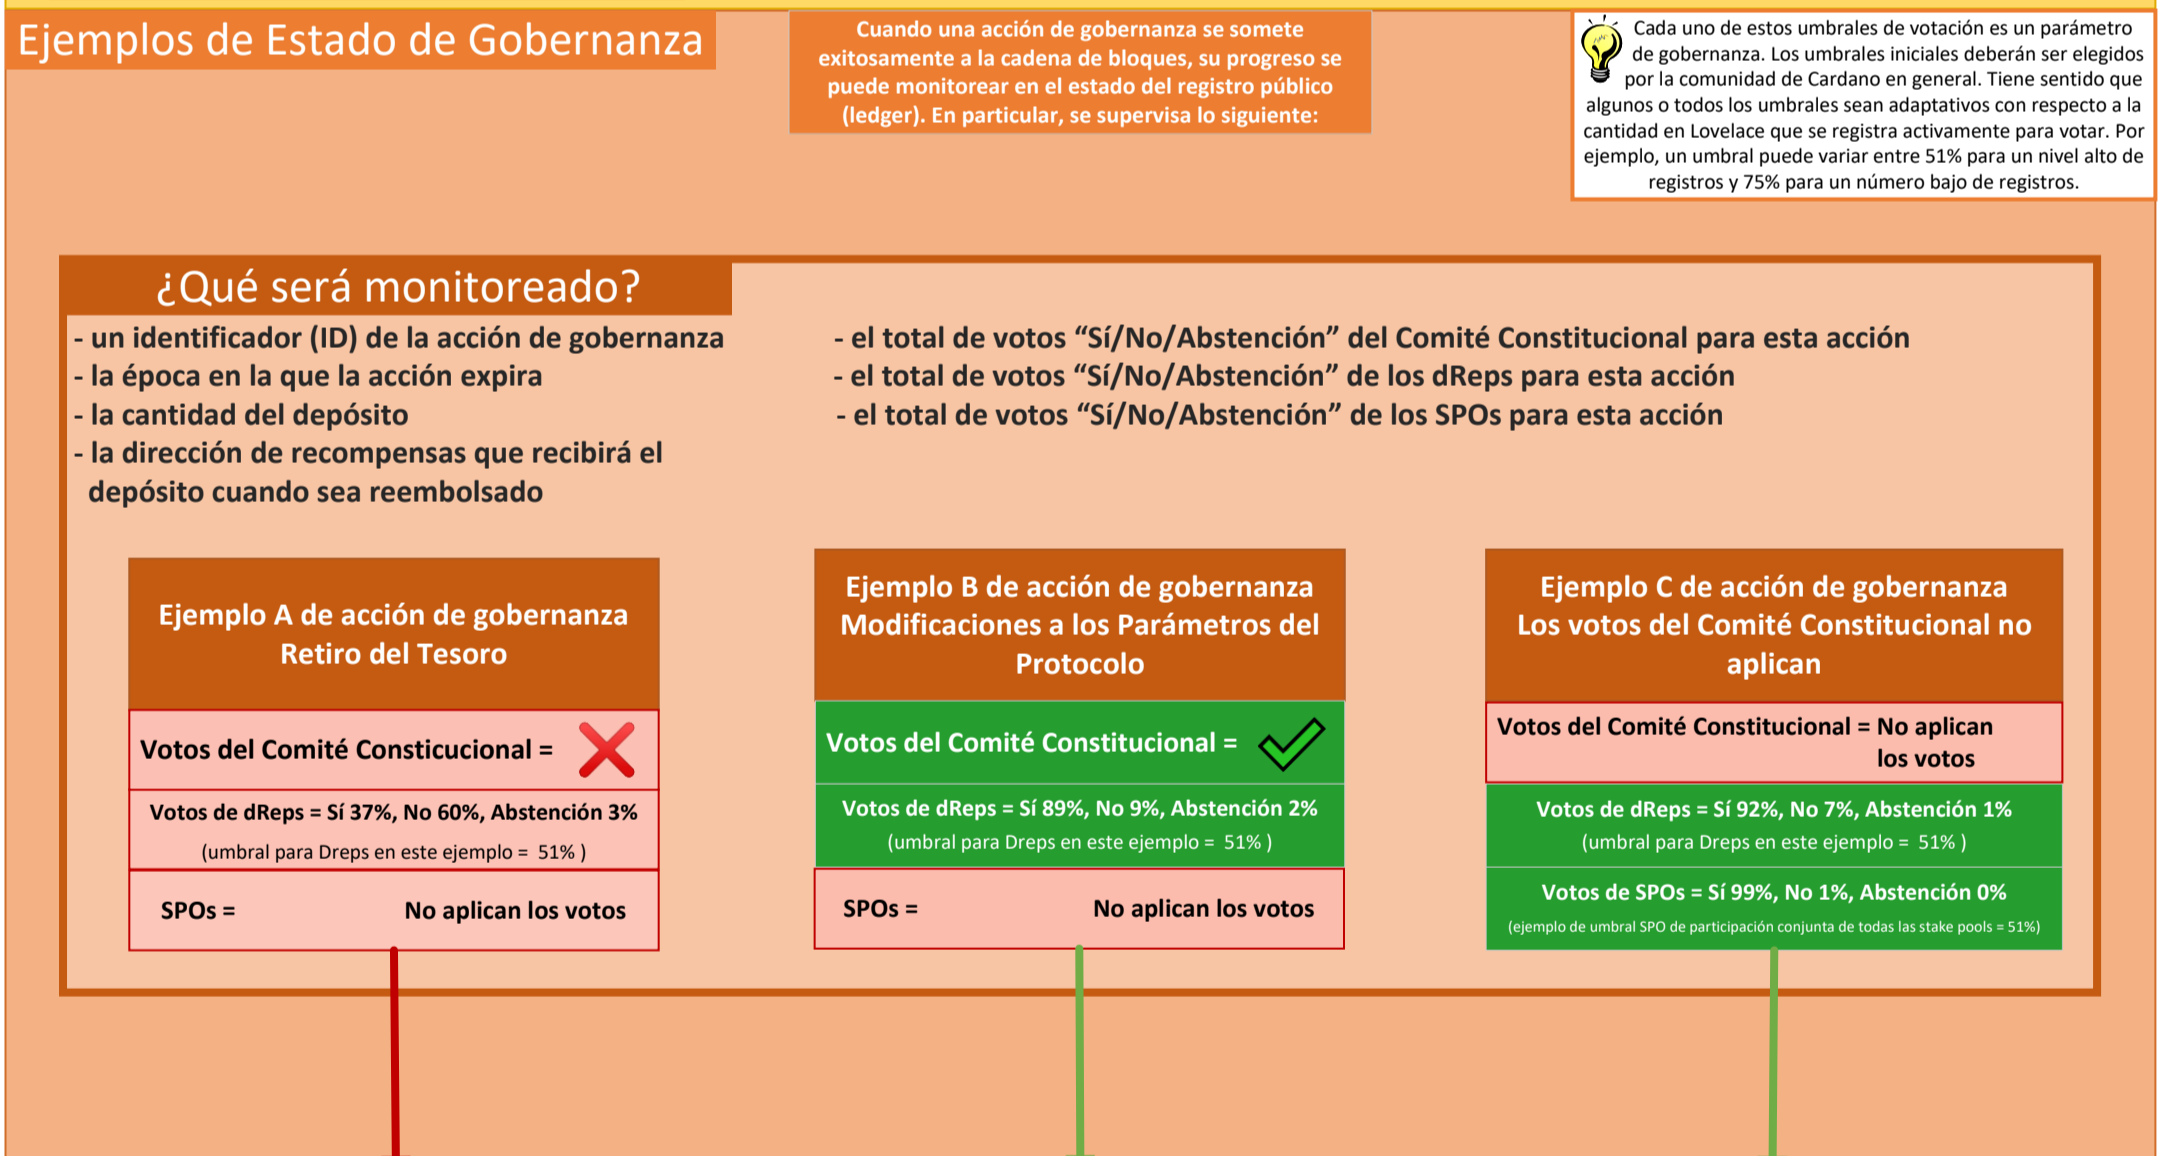 Ejemplos de Estado de Gobernanza
Cuando una acción de gobernanza se somete
exitosamente a la cadena de bloques, su progreso se
puede monitorear en el estado del registro público
(ledger). En particular, se supervisa lo siguiente:
Cada uno de estos umbrales de votación es un parámetro
de gobernanza. Los umbrales iniciales deberán ser elegidos
por la comunidad de Cardano en general. Tiene sentido que
algunos o todos los umbrales sean adaptativos con respecto a la
cantidad en Lovelace que se registra activamente para votar. Por
ejemplo, un umbral puede variar entre 51% para un nivel alto de
registros y 75% para un número bajo de registros.
¿Qué será monitoreado?
- un identificador (ID) de la acción de gobernanza
- la época en la que la acción expira
- la cantidad del depósito
- la dirección de recompensas que recibirá el
depósito cuando sea reembolsado
- el total de votos “Sí/No/Abstención” del Comité Constitucional para esta acción
- el total de votos “Sí/No/Abstención” de los dReps para esta acción
- el total de votos “Sí/No/Abstención” de los SPOs para esta acción
Ejemplo A de acción de gobernanza
Retiro del Tesoro
Votos del Comité Consticucional =
Votos de dReps = Sí 37%, No 60%, Abstención 3%
(umbral para Dreps en este ejemplo = 51% )
SPOs = No aplican los votos
Ejemplo B de acción de gobernanza
Modificaciones a los Parámetros del
Protocolo
Votos del Comité Constitucional =
Votos de dReps = Sí 89%, No 9%, Abstención 2%
(umbral para Dreps en este ejemplo = 51% )
SPOs = No aplican los votos
Ejemplo C de acción de gobernanza
Los votos del Comité Constitucional no
aplican
Votos del Comité Constitucional = No aplican
los votos
Votos de dReps = Sí 92%, No 7%, Abstención 1%
(umbral para Dreps en este ejemplo = 51% )
Votos de SPOs = Sí 99%, No 1%, Abstención 0%
(ejemplo de umbral SPO de participación conjunta de todas las stake pools = 51%)